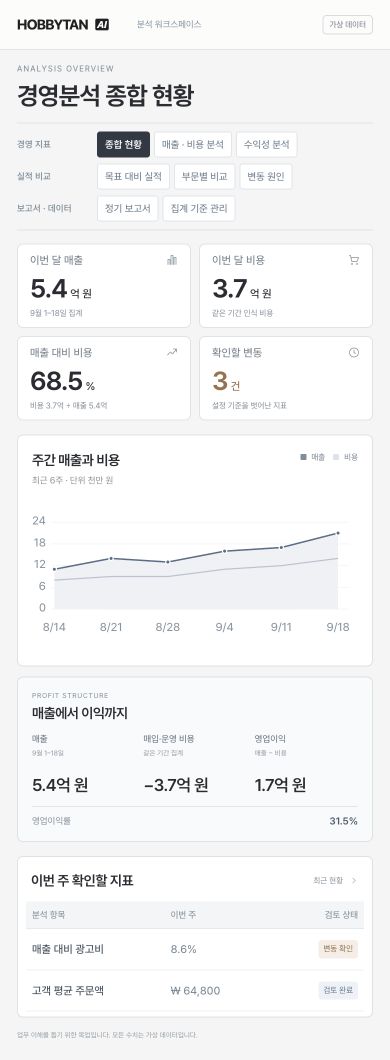 HOBBYTAN AI 분석 워크스페이스 가상 데이터
ANALYSIS OVERVIEW
경영분석 종합 현황
경영 지표 종합 현황 매출 · 비용 분석 수익성 분석
실적 비교 목표 대비 실적 부문별 비교 변동 원인
보고서 · 데이터 정기 보고서 집계 기준 관리
이번 달 매출
5.4 억 원
9월 1–18일 집계
이번 달 비용
3.7 억 원
같은 기간 인식 비용
매출 대비 비용
68.5 %
비용 3.7억 ÷ 매출 5.4억
확인할 변동
3 건
설정 기준을 벗어난 지표
주간 매출과 비용
매출 비용
최근 6주 · 단위 천만 원
24
18
12
6
0
8/14 8/21 8/28 9/4 9/11 9/18
PROFIT STRUCTURE
매출에서 이익까지
매출 매입·운영 비용 영업이익
9월 1–18일 같은 기간 집계 매출 − 비용
5.4억 원 −3.7억 원 1.7억 원
영업이익률 31.5%
이번 주 확인할 지표 최근 현황
분석 항목 이번 주 검토 상태
매출 대비 광고비 8.6% 변동 확인
고객 평균 주문액 ₩ 64,800 검토 완료
업무 이해를 돕기 위한 목업입니다. 모든 수치는 가상 데이터입니다.